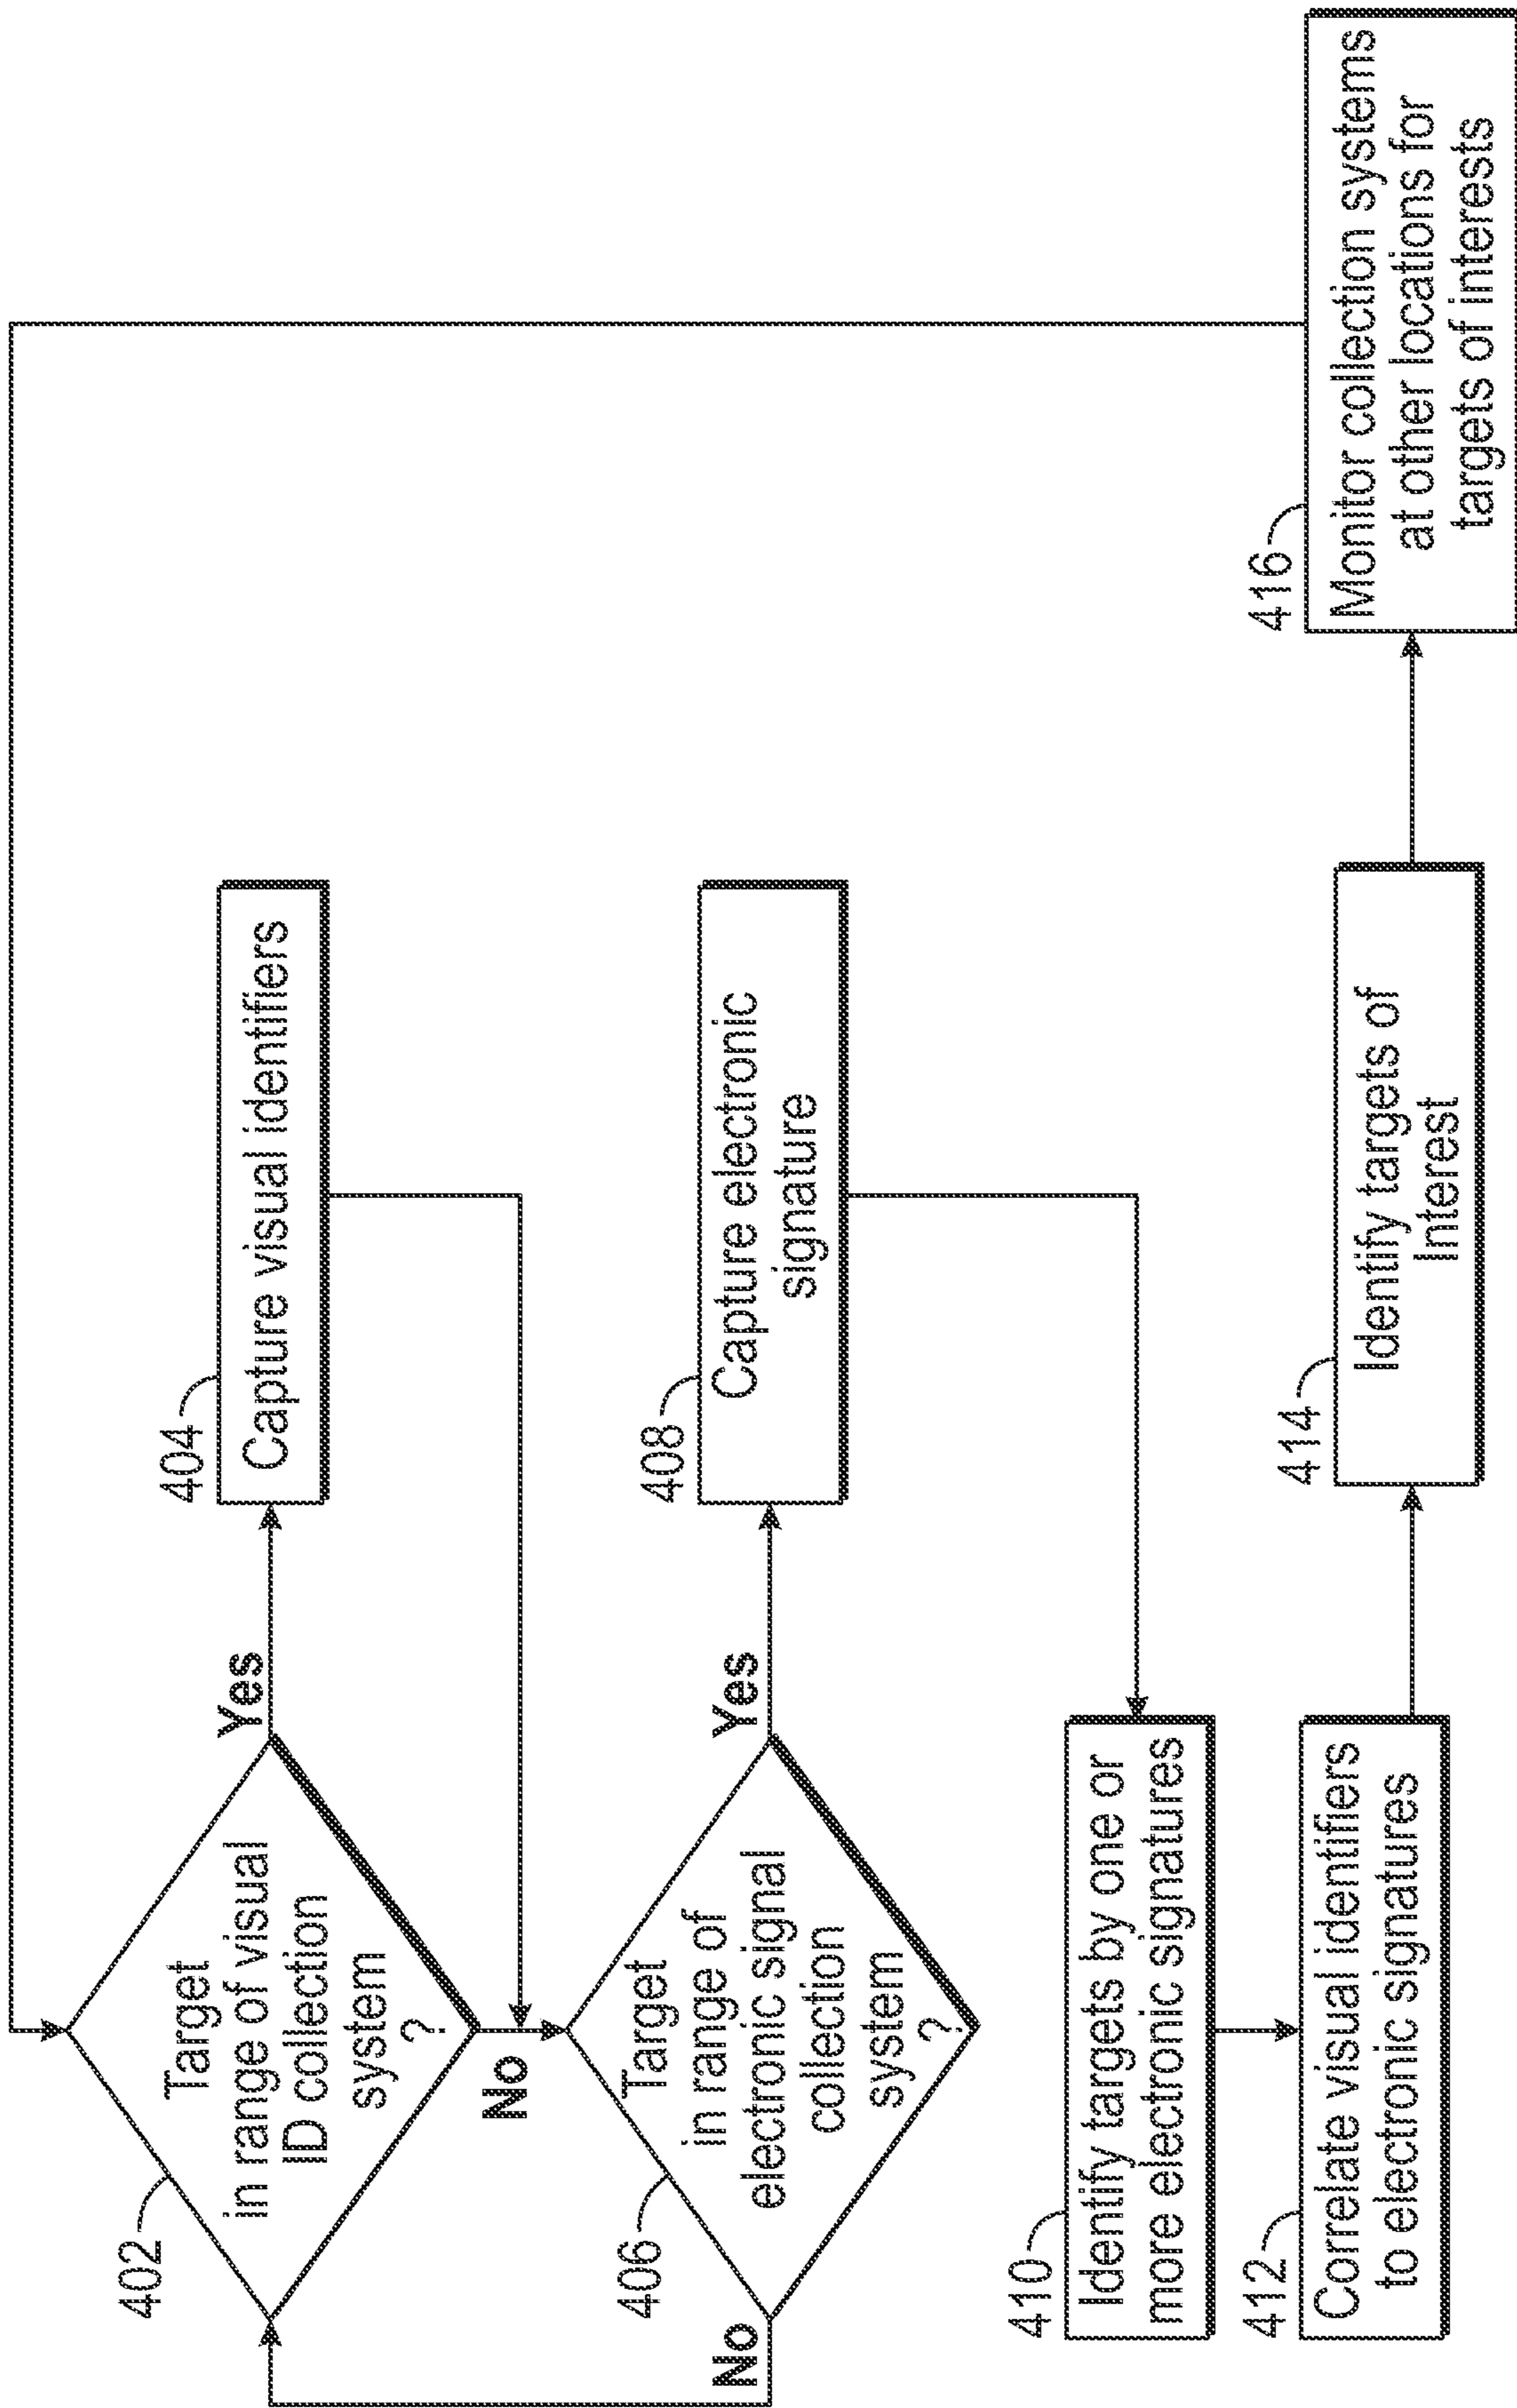 402
Target
in range of visual
ID collection
system
?
Yes
404
Capture visual identifiers
No
406
Target
in range of
electronic signal
collection
system
?
Yes
408
Capture electronic
signature
No
410
Identify targets by one or
more electronic signatures
412
Correlate visual identifiers
to electronic signatures
414
Identify targets of
Interest
416
Monitor collection systems
at other locations for
targets of interests